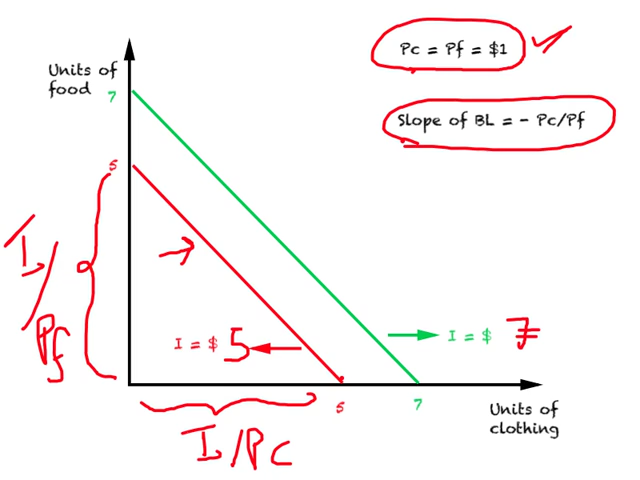 Pc = Pf = $1
Units of
food
7
Slope of BL = - Pc/Pf
5
I/Pf
I = $ 5
I = $ 7
5
7
Units of
clothing
I/Pc